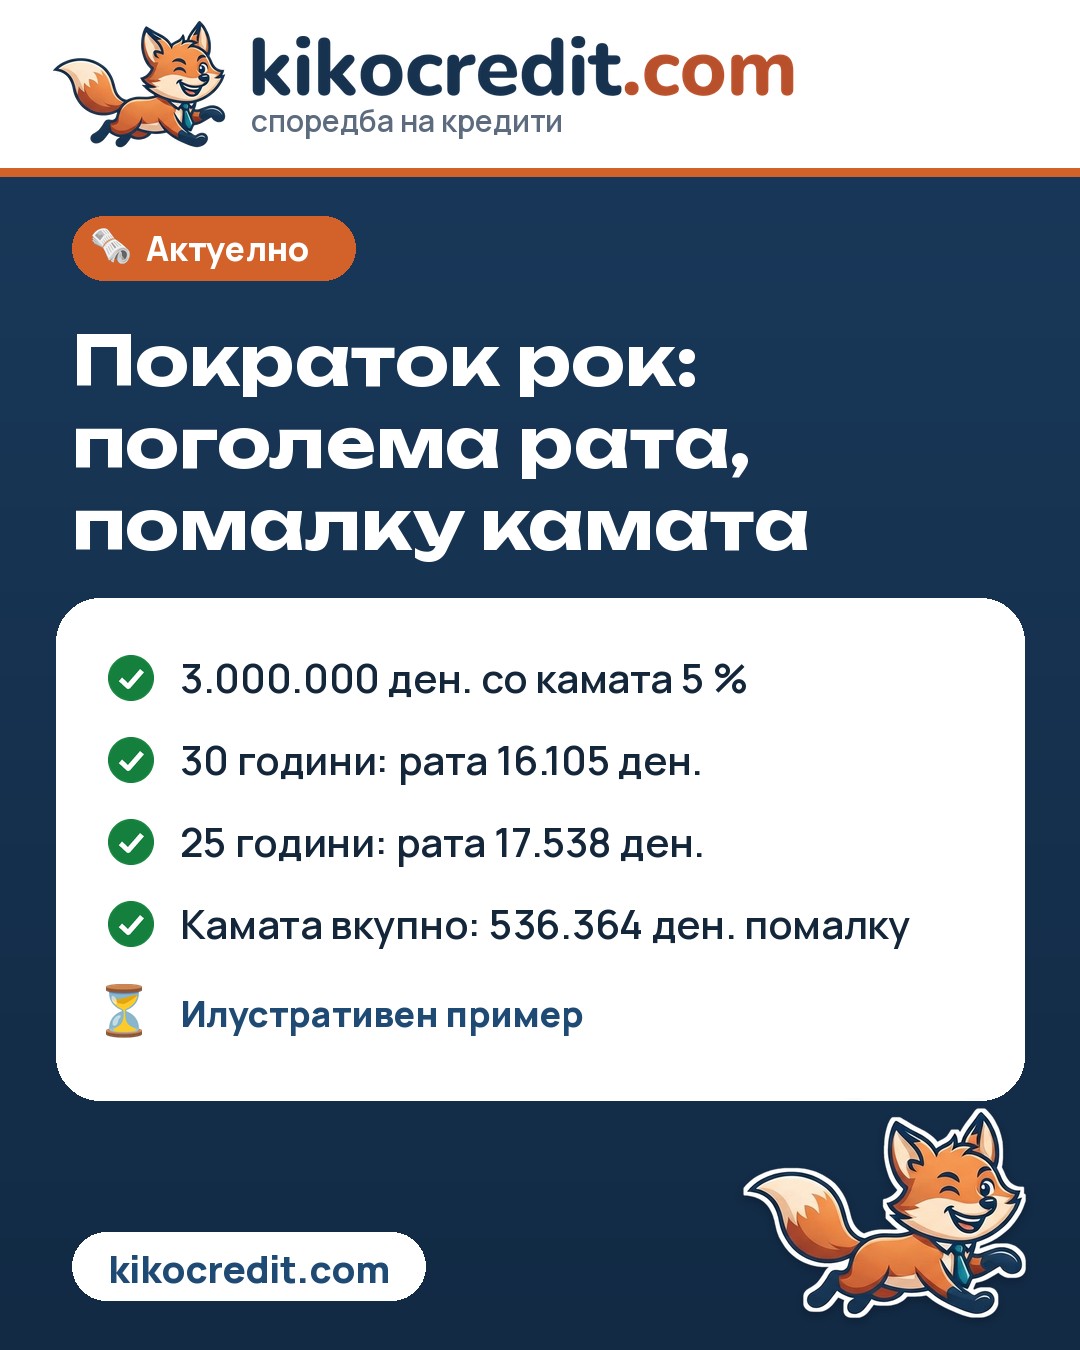 kikocredit.com
споредба на кредити
Актуелно
Пократок рок:
поголема рата,
помалку камата
3.000.000 ден. со камата 5 %
30 години: рата 16.105 ден.
25 години: рата 17.538 ден.
Камата вкупно: 536.364 ден. помалку
Илустративен пример
kikocredit.com